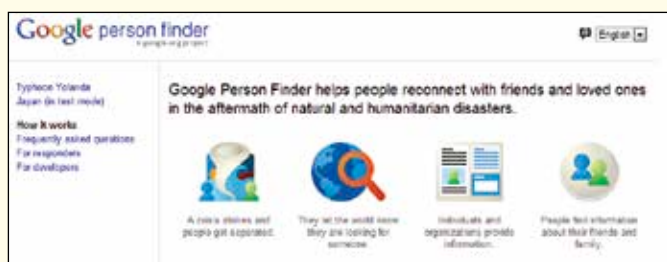 Google person finder
a google.org project
English
Typhoon Yolanda
Japan (in test mode)
How it works
Frequently asked questions
For responders
For developers
Google Person Finder helps people reconnect with friends and loved ones
in the aftermath of natural and humanitarian disasters.
A crisis strikes and
people get separated.
They let the world know
they are looking for
someone.
Individuals and
organizations provide
information.
People find information
about their friends and
family.